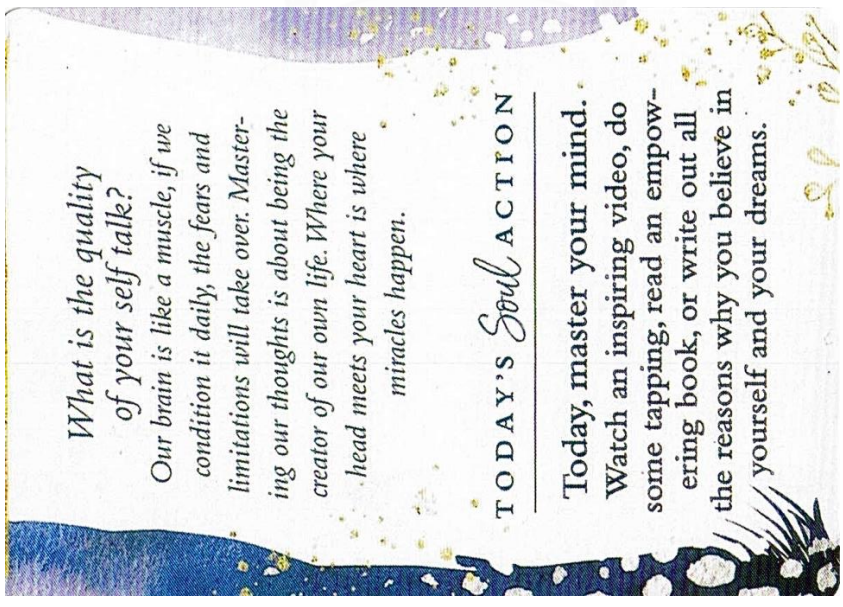 What is the quality
of your self talk?
Our brain is like a muscle, if we
condition it daily, the fears and
limitations will take over. Master-
ing our thoughts is about being the
creator of our own life. Where your
head meets your heart is where
miracles happen.
TODAY'S Soul ACTION
Today, master your mind.
Watch an inspiring video, do
some tapping, read an empow-
ering book, or write out all
the reasons why you believe in
yourself and your dreams.